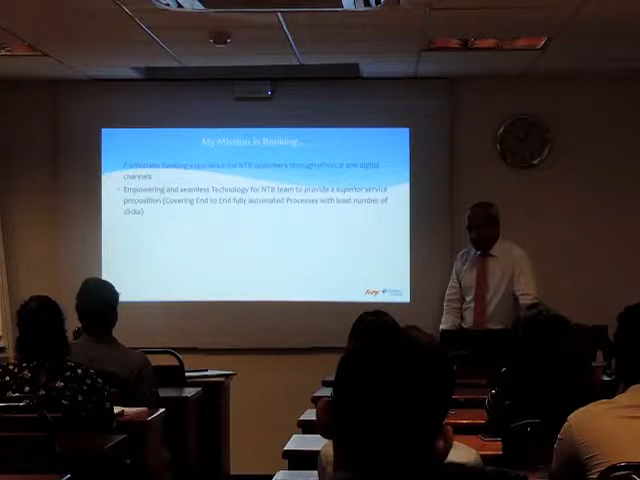 My Mission in Banking...
Frictionless Banking experience for NTB customers through physical and digital
channels
• Empowering and seamless Technology for NTB team to provide a superior service
proposition (Covering End to End fully automated Processes with least number of
clicks)